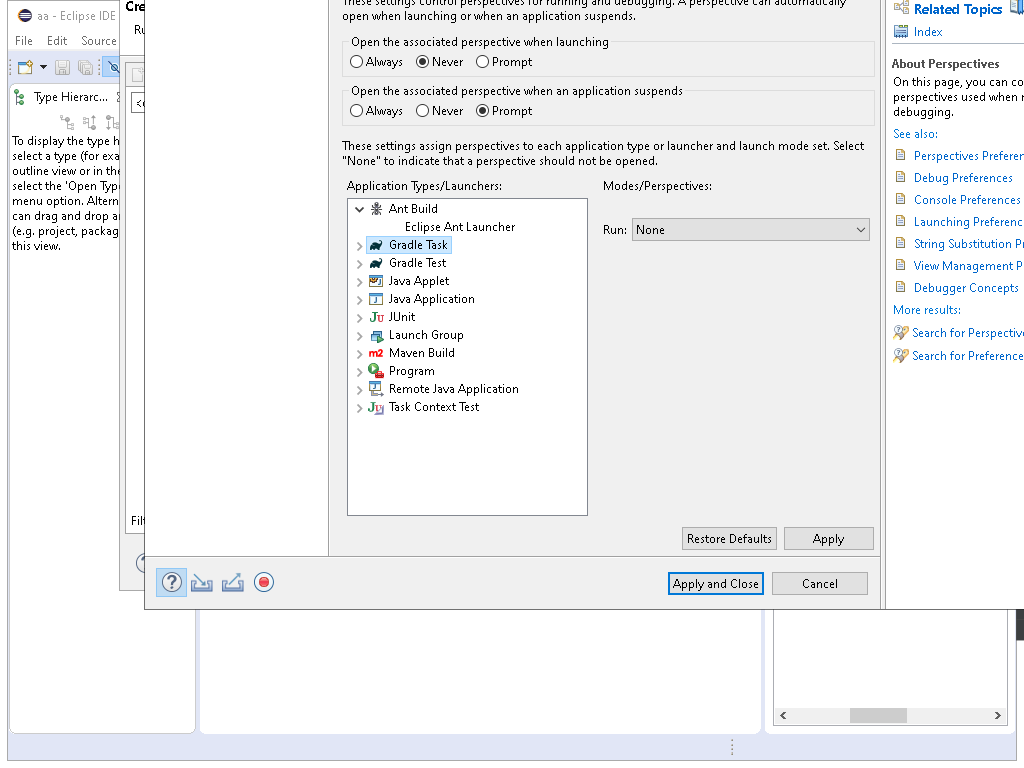 aa - Eclipse IDE
File Edit Source
Type Hierarc...
To display the type h
select a type (for exa
outline view or in the
select the 'Open Typ
menu option. Altern
can drag and drop a
(e.g. project, packag
this view.
Cre
Ru
<
Filt
These settings control perspectives for running and debugging. A perspective can automatically
open when launching or when an application suspends.
Open the associated perspective when launching
Always Never Prompt
Open the associated perspective when an application suspends
Always Never Prompt
These settings assign perspectives to each application type or launcher and launch mode set. Select
"None" to indicate that a perspective should not be opened.
Application Types/Launchers:
Modes/Perspectives:
Ant Build
Eclipse Ant Launcher
Gradle Task
Gradle Test
Java Applet
Java Application
JUnit
Launch Group
Maven Build
Program
Remote Java Application
Task Context Test
Run: None
Restore Defaults Apply
Apply and Close Cancel
Related Topics
Index
About Perspectives
On this page, you can co
perspectives used when r
debugging.
See also:
Perspectives Preferen
Debug Preferences
Console Preferences
Launching Preferenc
String Substitution Pr
View Management P
Debugger Concepts
More results:
Search for Perspective
Search for Preference